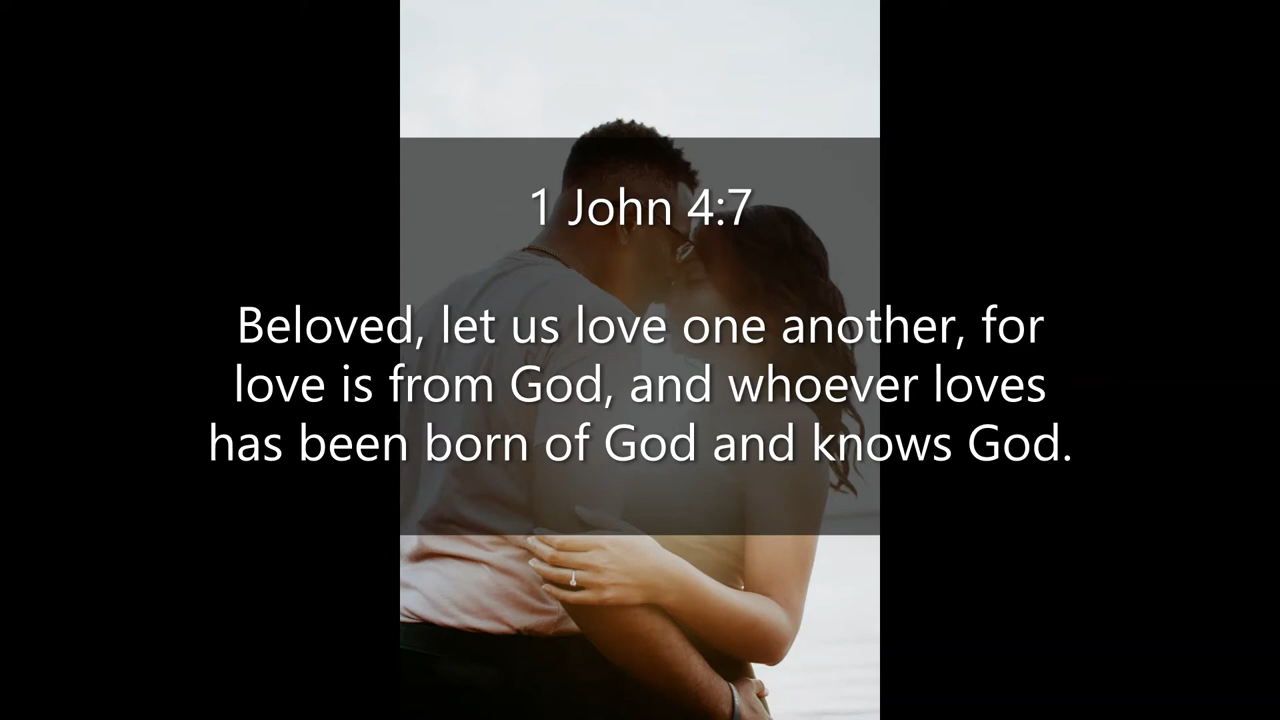 1 John 4:7
Beloved, let us love one another, for
love is from God, and whoever loves
has been born of God and knows God.